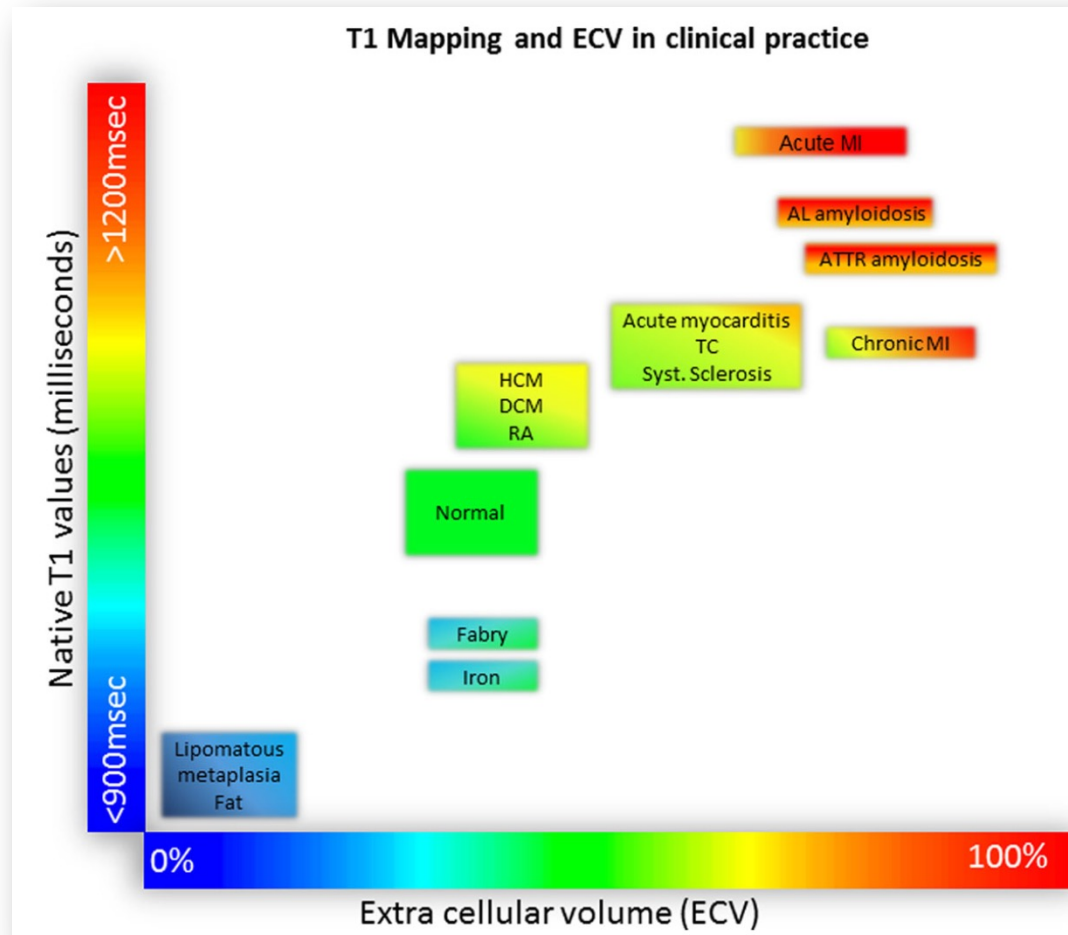 T1 Mapping and ECV in clinical practice
Native T1 values (milliseconds)
>1200msec
<900msec
Acute MI
AL amyloidosis
ATTR amyloidosis
Acute myocarditis
TC
Syst. Sclerosis
Chronic MI
HCM
DCM
RA
Normal
Fabry
Iron
Lipomatous
metaplasia
Fat
0%
100%
Extra cellular volume (ECV)